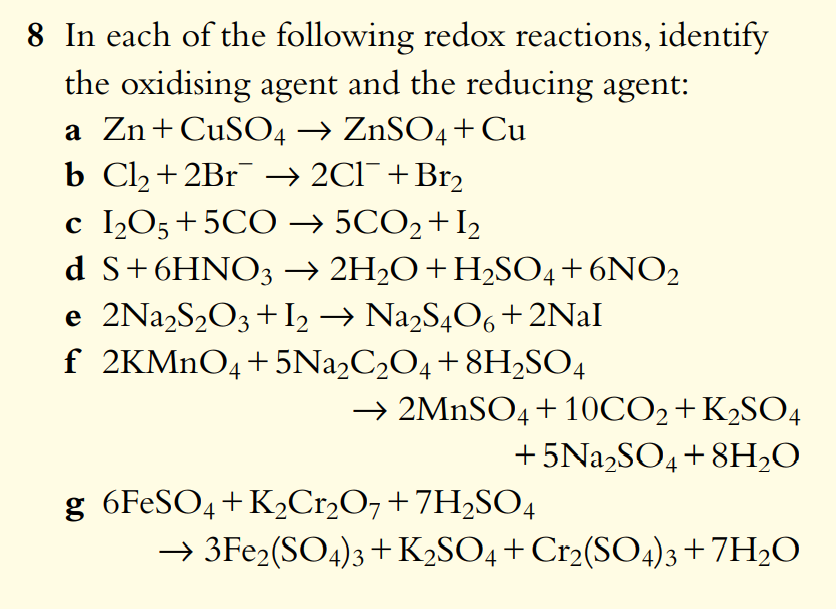 8 In each of the following redox reactions, identify
the oxidising agent and the reducing agent:
a Zn + CuSO₄ → ZnSO₄ + Cu
b Cl₂ + 2Br⁻ → 2Cl⁻ + Br₂
c I₂O₅ + 5CO → 5CO₂ + I₂
d S + 6HNO₃ → 2H₂O + H₂SO₄ + 6NO₂
e 2Na₂S₂O₃ + I₂ → Na₂S₄O₆ + 2NaI
f 2KMnO₄ + 5Na₂C₂O₄ + 8H₂SO₄
→ 2MnSO₄ + 10CO₂ + K₂SO₄
+ 5Na₂SO₄ + 8H₂O
g 6FeSO₄ + K₂Cr₂O₇ + 7H₂SO₄
→ 3Fe₂(SO₄)₃ + K₂SO₄ + Cr₂(SO₄)₃ + 7H₂O